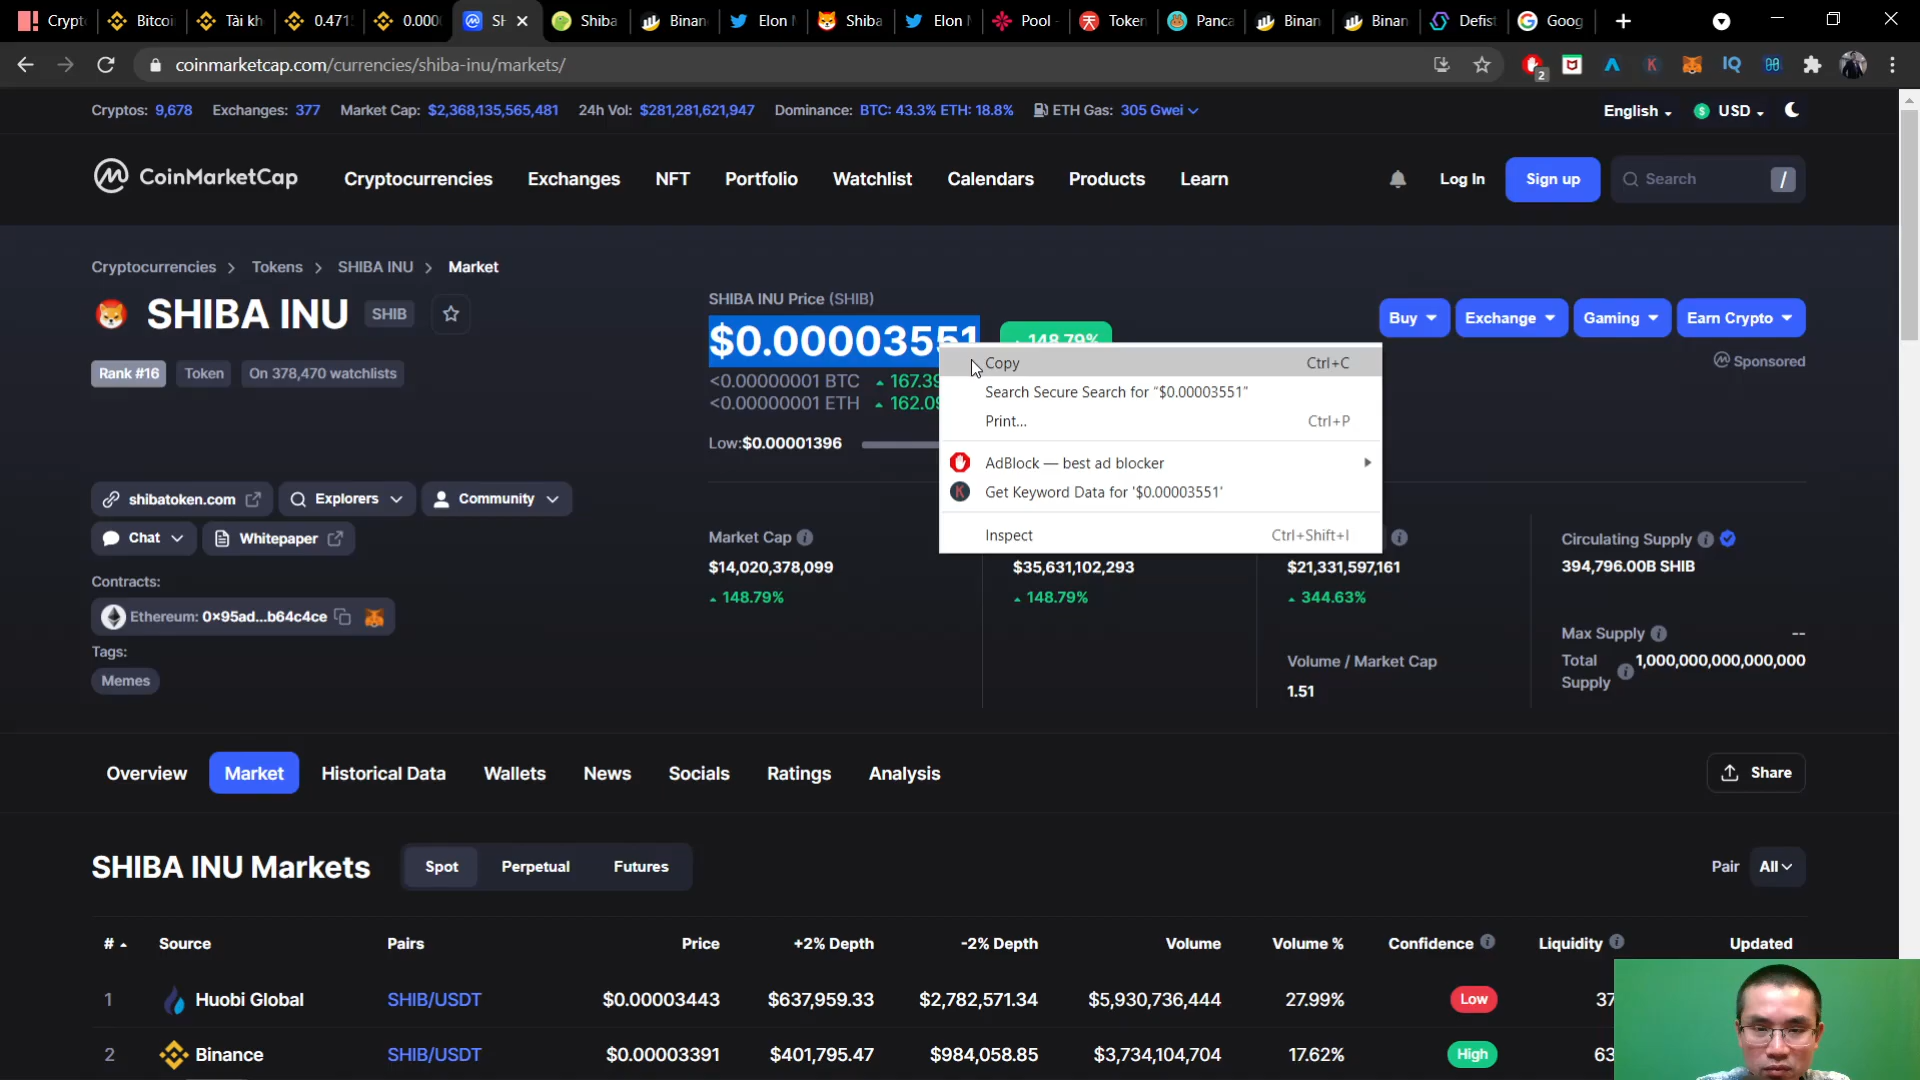 Crypt
Bitcoi
Tài kh
0.471
0.000
SH
Shiba
Binan
Elon
Shiba
Elon
Pool -
Token
Panca
Binan
Binan
Defist
Goog
coinmarketcap.com/currencies/shiba-inu/markets/
2
IQ
Cryptos: 9,678 Exchanges: 377 Market Cap: $2,368,135,565,481 24h Vol: $281,281,621,947 Dominance: BTC: 43.3% ETH: 18.8% ETH Gas: 305 Gwei
English
USD
CoinMarketCap
Cryptocurrencies Exchanges NFT Portfolio Watchlist Calendars Products Learn
Log In
Sign up
Search /
Cryptocurrencies > Tokens > SHIBA INU > Market
SHIBA INU SHIB
Rank #16
Token
On 378,470 watchlists
SHIBA INU Price (SHIB)
$0.00003551
148.79%
<0.00000001 BTC 167.39
<0.00000001 ETH 162.09
Low:$0.00001396
Buy
Exchange
Gaming
Earn Crypto
Sponsored
Copy Ctrl+C
Search Secure Search for “$0.00003551”
Print... Ctrl+P
AdBlock — best ad blocker
Get Keyword Data for '$0.00003551'
Inspect Ctrl+Shift+I
shibatoken.com
Explorers
Community
Chat
Whitepaper
Contracts:
Ethereum: 0x95ad...b64c4ce
Tags:
Memes
Market Cap
$14,020,378,099
148.79%
$35,631,102,293
148.79%
$21,331,597,161
344.63%
Volume / Market Cap
1.51
Circulating Supply
394,796.00B SHIB
Max Supply --
Total Supply 1,000,000,000,000,000
Overview Market Historical Data Wallets News Socials Ratings Analysis
Share
SHIBA INU Markets
Spot Perpetual Futures
Pair All
# Source Pairs Price +2% Depth -2% Depth Volume Volume % Confidence Liquidity Updated
1 Huobi Global SHIB/USDT $0.00003443 $637,959.33 $2,782,571.34 $5,930,736,444 27.99% Low 37
2 Binance SHIB/USDT $0.00003391 $401,795.47 $984,058.85 $3,734,104,704 17.62% High 63